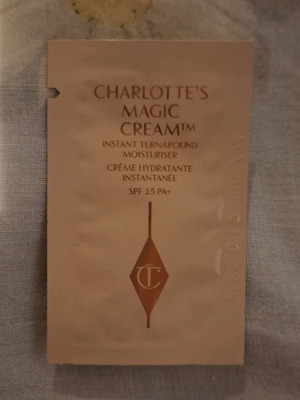 CHARLOTTE'S
MAGIC
CREAM™
INSTANT TURNAROUND
MOISTURISER
CRÈME HYDRATANTE
INSTANTANÉE
SPF 15 PA+
CT